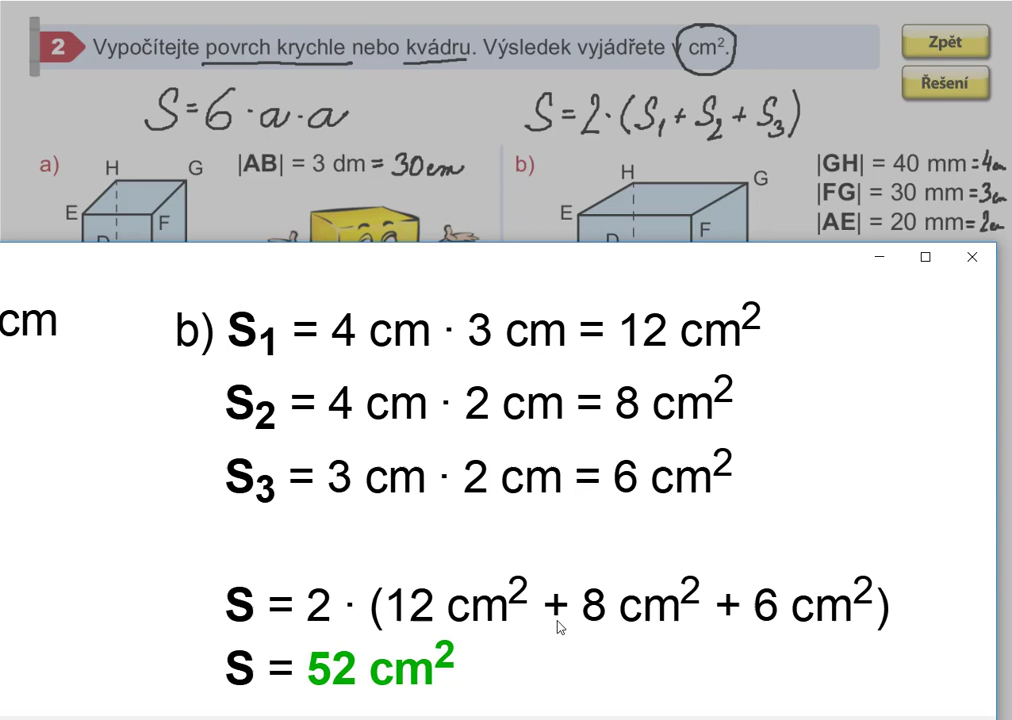 2 Vypočítejte povrch krychle nebo kvádru. Výsledek vyjádřete v cm².
Zpět
Řešení
S = 6 · a · a
S = 2 · (S₁ + S₂ + S₃)
a)
H G
E F
D
|AB| = 3 dm = 30 cm
b)
H G
E F
D
|GH| = 40 mm = 4 cm
|FG| = 30 mm = 3 cm
|AE| = 20 mm = 2 cm
cm
b) S₁ = 4 cm · 3 cm = 12 cm²
S₂ = 4 cm · 2 cm = 8 cm²
S₃ = 3 cm · 2 cm = 6 cm²
S = 2 · (12 cm² + 8 cm² + 6 cm²)
S = 52 cm²